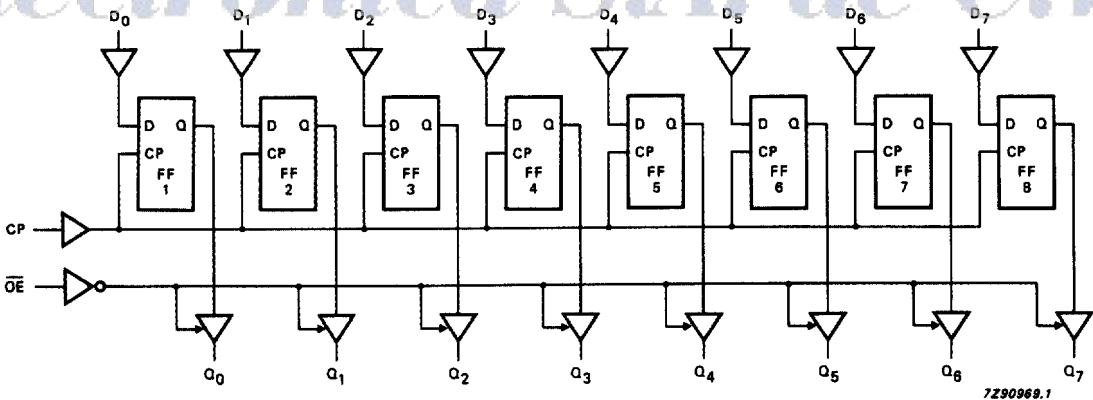 D0 D1 D2 D3 D4 D5 D6 D7
D Q D Q D Q D Q D Q D Q D Q D Q
CP CP CP CP CP CP CP CP
FF FF FF FF FF FF FF FF
1 2 3 4 5 6 7 8
CP
OE
Q0 Q1 Q2 Q3 Q4 Q5 Q6 Q7
7Z90969.1